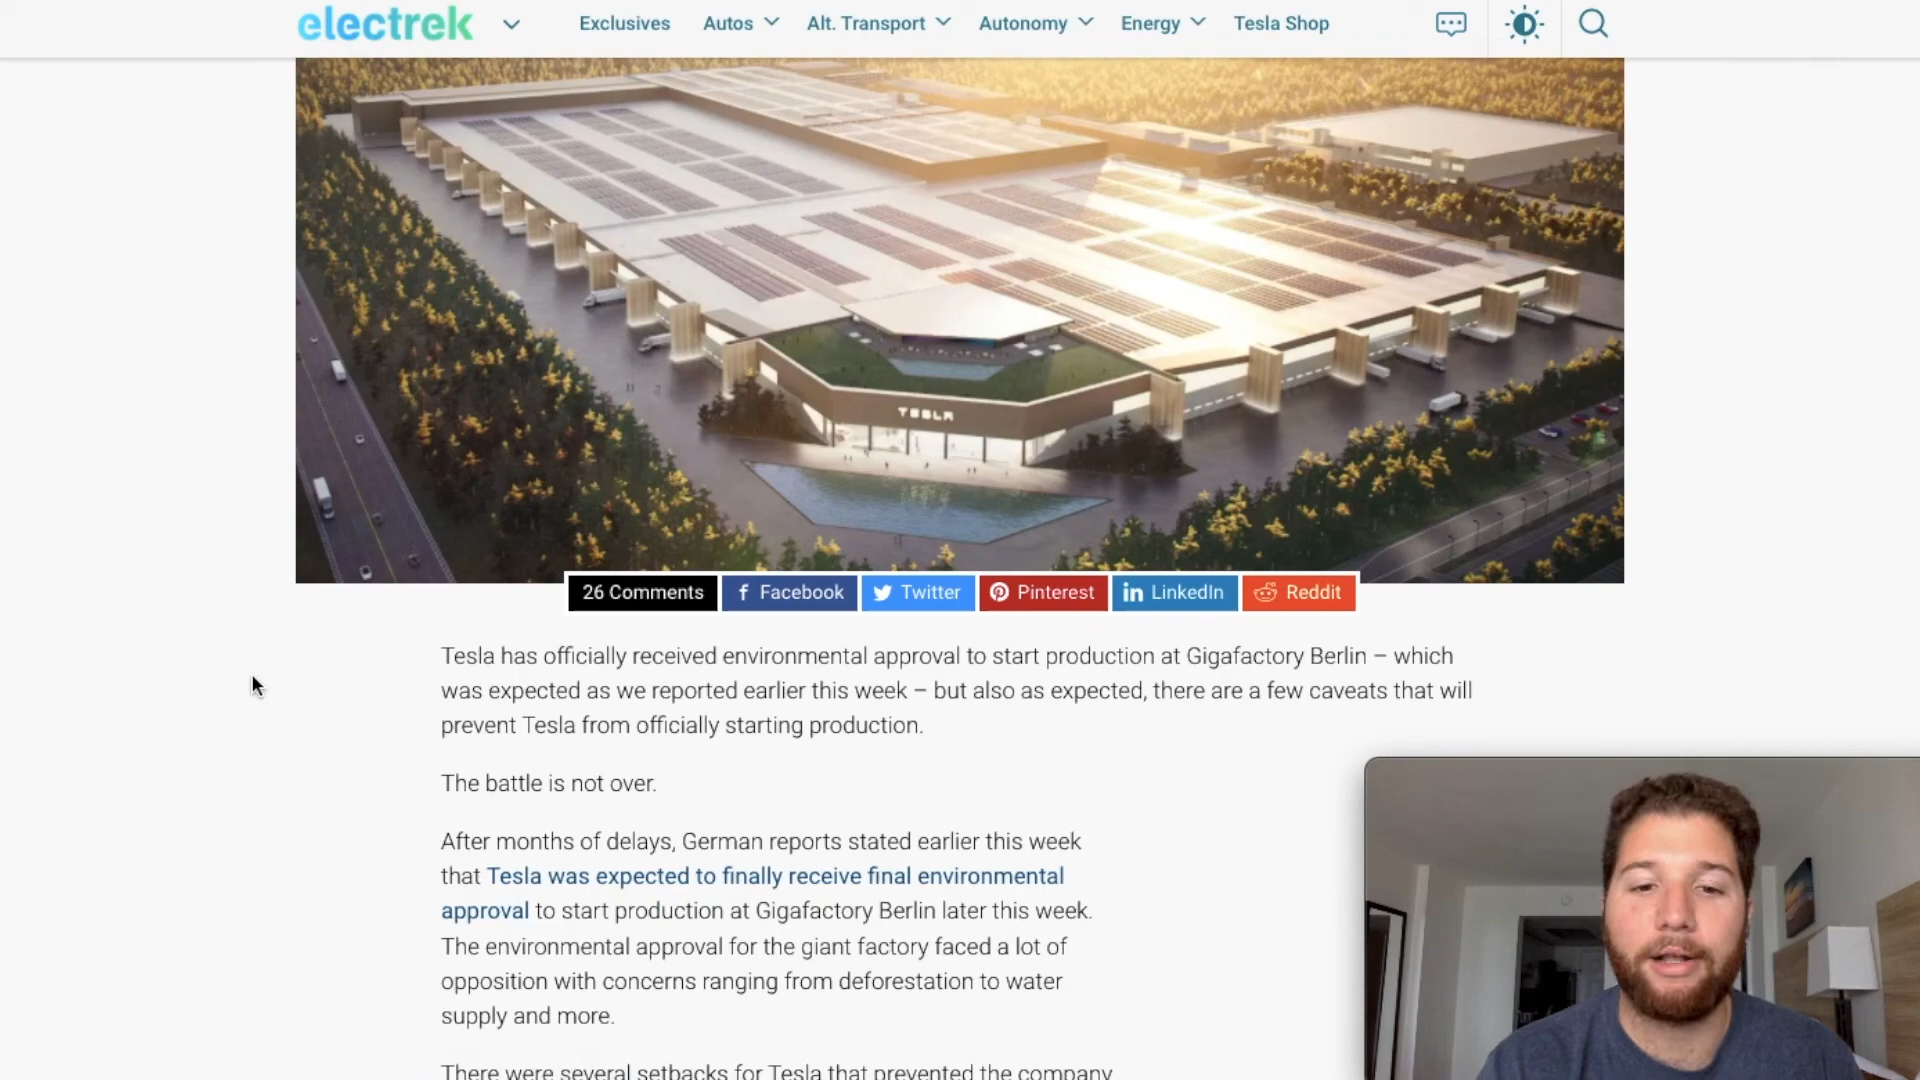 electrek
Exclusives
Autos
Alt. Transport
Autonomy
Energy
Tesla Shop
TESLA
26 Comments
Facebook
Twitter
Pinterest
LinkedIn
Reddit
Tesla has officially received environmental approval to start production at Gigafactory Berlin – which
was expected as we reported earlier this week – but also as expected, there are a few caveats that will
prevent Tesla from officially starting production.
The battle is not over.
After months of delays, German reports stated earlier this week
that Tesla was expected to finally receive final environmental
approval to start production at Gigafactory Berlin later this week.
The environmental approval for the giant factory faced a lot of
opposition with concerns ranging from deforestation to water
supply and more.
There were several setbacks for Tesla that prevented the company